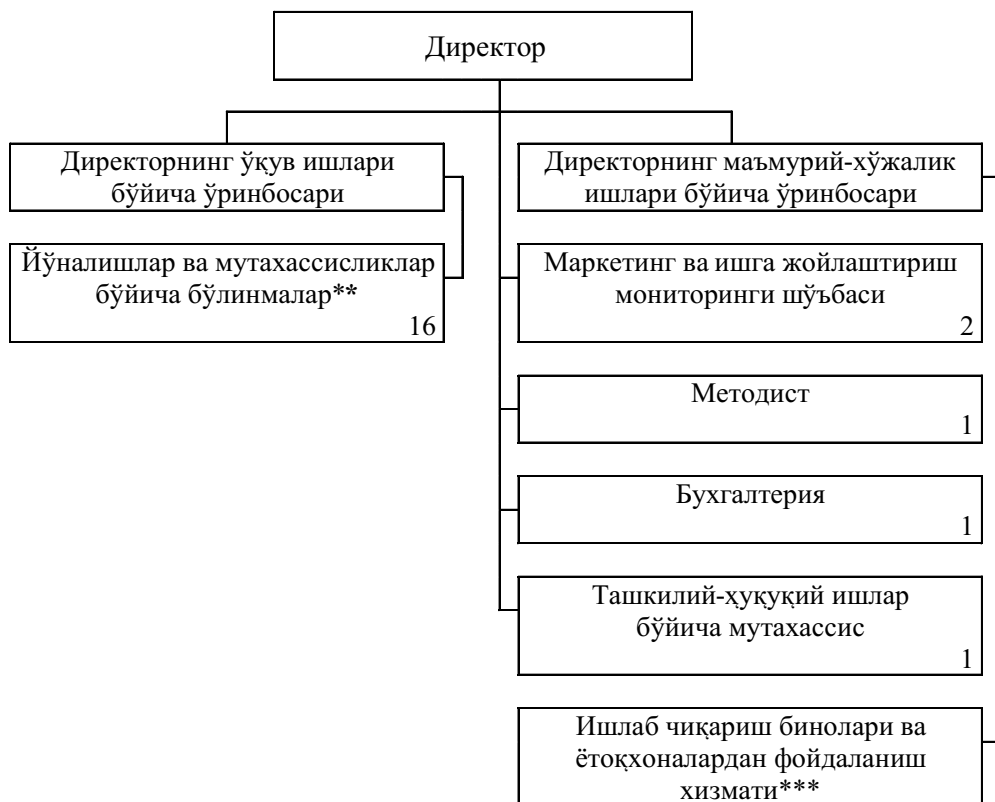 Директор
Директорнинг ўқув ишлари
бўйича ўринбосари
Директорнинг маъмурий-хўжалик
ишлари бўйича ўринбосари
Йўналишлар ва мутахассисликлар
бўйича бўлинмалар**
16
Маркетинг ва ишга жойлаштириш
мониторинги шўъбаси
2
Методист
1
Бухгалтерия
1
Ташкилий-ҳуқуқий ишлар
бўйича мутахассис
1
Ишлаб чиқариш бинолари ва
ётоқхоналардан фойдаланиш
хизмати***